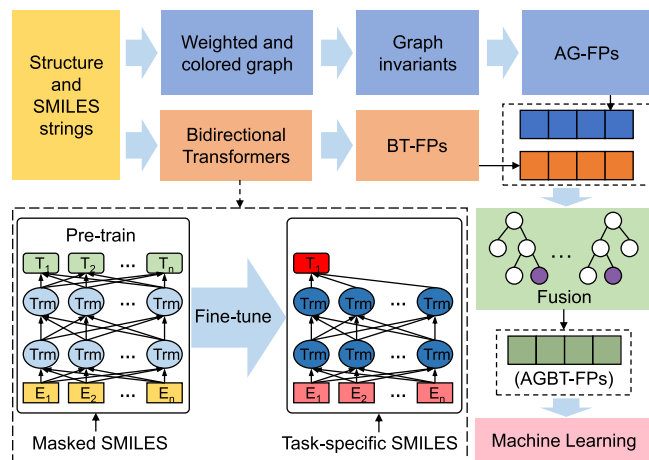 Structure
and
SMILES
strings
Weighted and
colored graph
Graph
invariants
AG-FPs
Bidirectional
Transformers
BT-FPs
Pre-train
T1 T2 ... Tn
Trm Trm ... Trm
Trm Trm ... Trm
E1 E2 ... En
Masked SMILES
Fine-tune
T1
Trm Trm ... Trm
Trm Trm ... Trm
E1 E2 ... En
Task-specific SMILES
...
Fusion
(AGBT-FPs)
Machine Learning